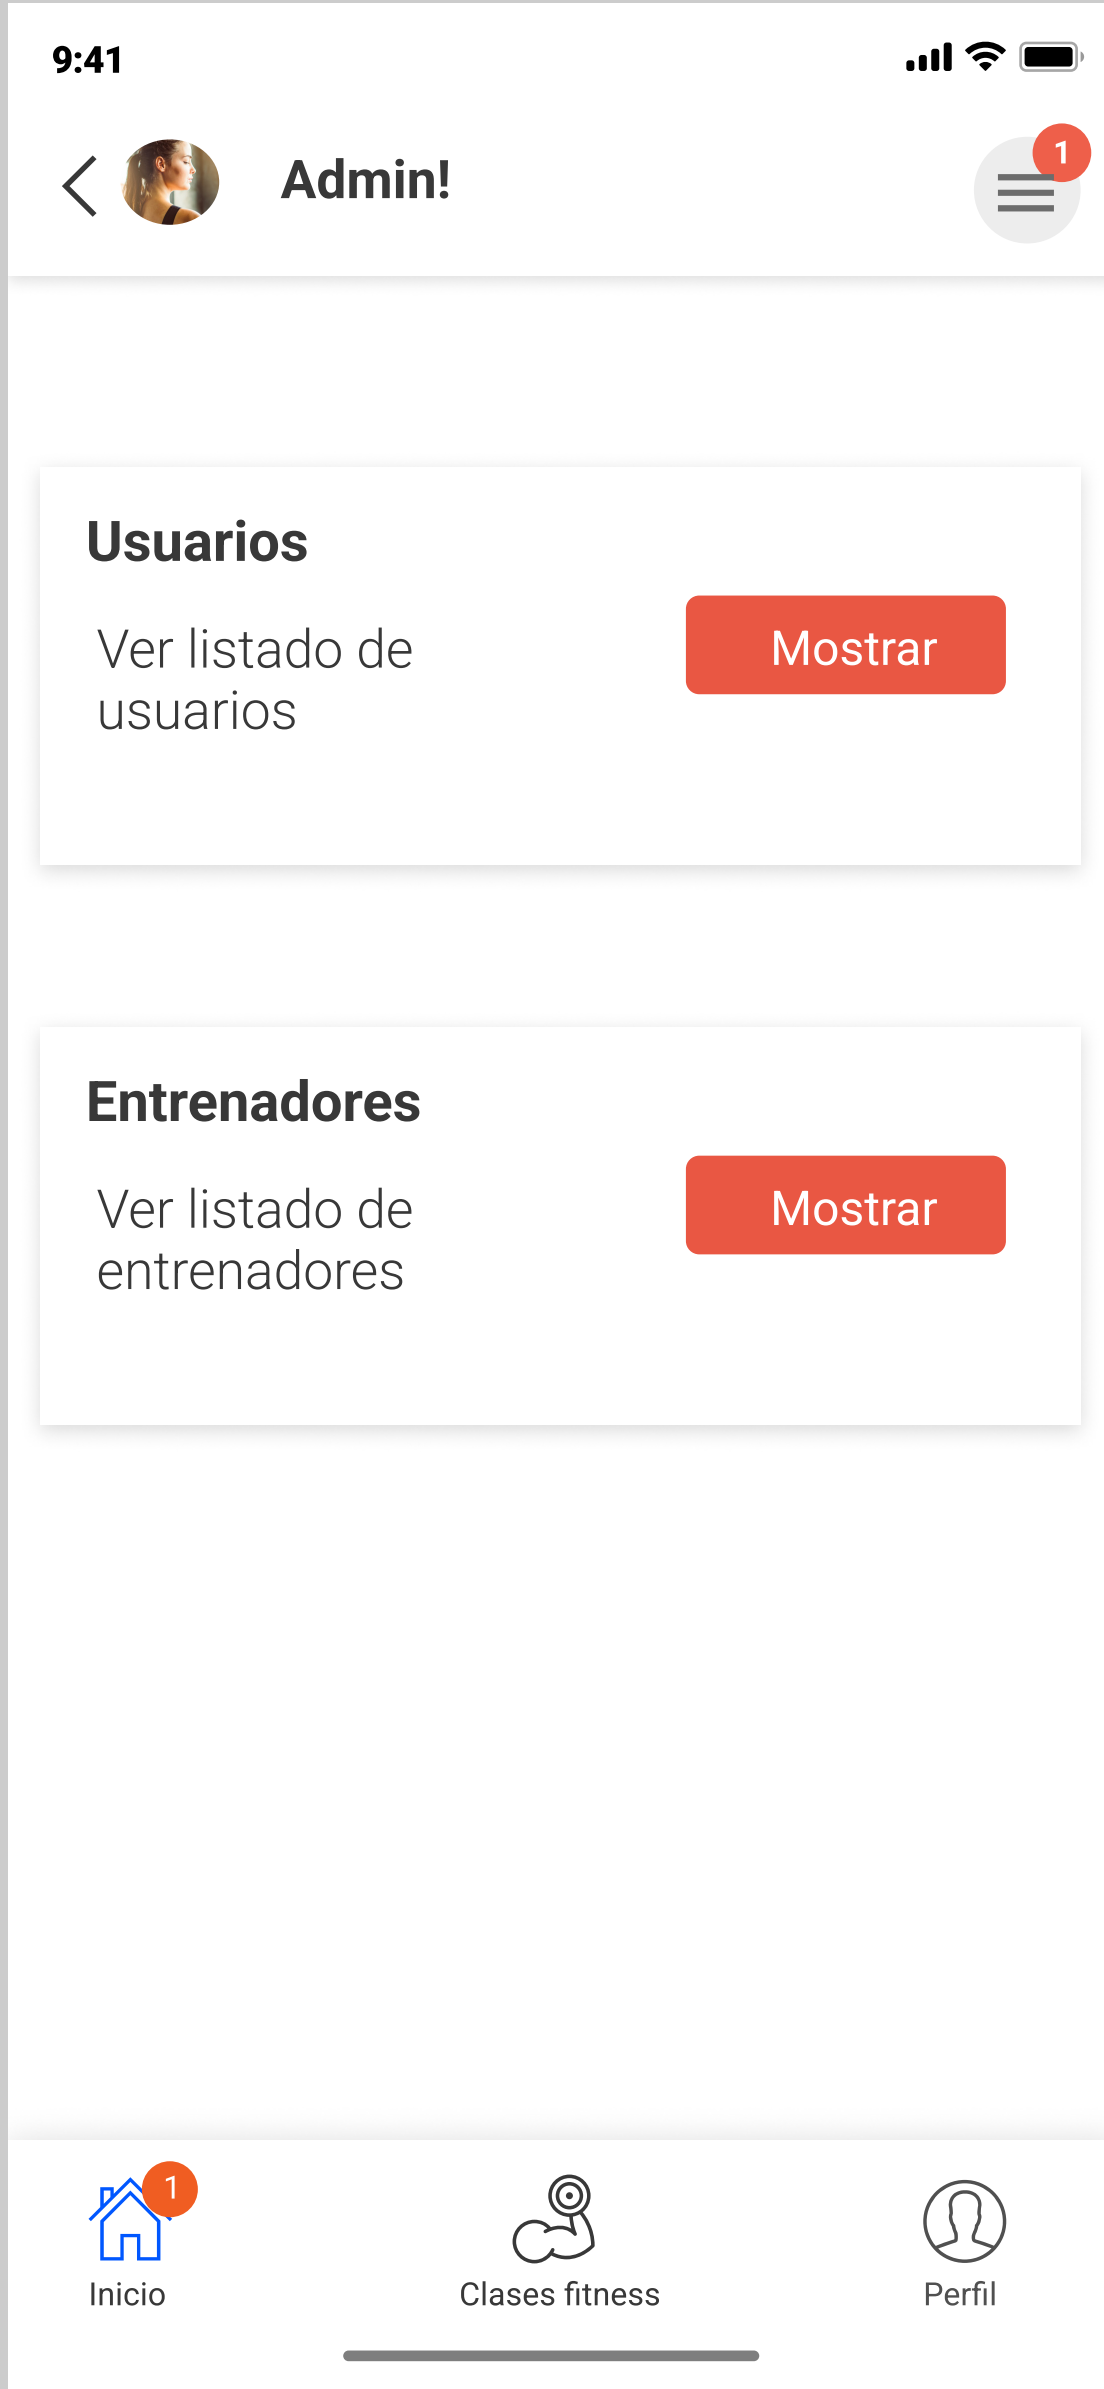 9:41
Admin!
1
Usuarios
Ver listado de
usuarios
Mostrar
Entrenadores
Ver listado de
entrenadores
Mostrar
1
Inicio
Clases fitness
Perfil